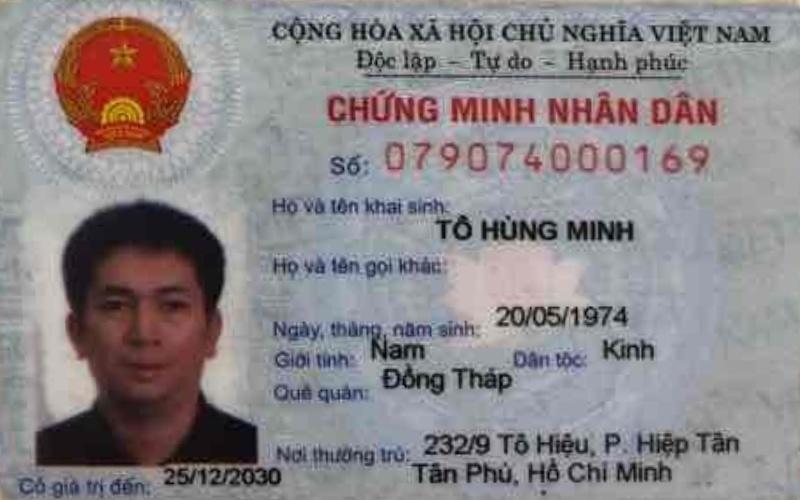 CỘNG HÒA XÃ HỘI CHỦ NGHĨA VIỆT NAM
Độc lập - Tự do - Hạnh phúc
CHỨNG MINH NHÂN DÂN
Số: 079074000169
Họ và tên khai sinh:
TÔ HÙNG MINH
Họ và tên gọi khác:
Ngày, tháng, năm sinh: 20/05/1974
Giới tính: Nam Dân tộc: Kinh
Quê quán: Đồng Tháp
Nơi thường trú: 232/9 Tô Hiệu, P. Hiệp Tân
Tân Phú, Hồ Chí Minh
Có giá trị đến: 25/12/2030